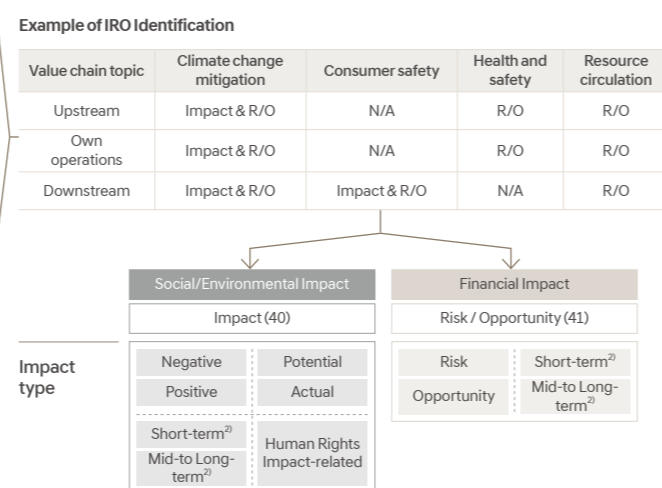 Example of IRO Identification
Value chain topic
Climate change
mitigation
Consumer safety
Health and
safety
Resource
circulation
Upstream
Impact & R/O
N/A
R/O
R/O
Own
operations
Impact & R/O
N/A
R/O
R/O
Downstream
Impact & R/O
Impact & R/O
N/A
R/O
Social/Environmental Impact
Financial Impact
Impact (40)
Risk / Opportunity (41)
Impact
type
Negative
Potential
Positive
Actual
Short-term²⁾
Mid-to Long-
term²⁾
Human Rights
Impact-related
Risk
Short-term²⁾
Opportunity
Mid-to Long-
term²⁾